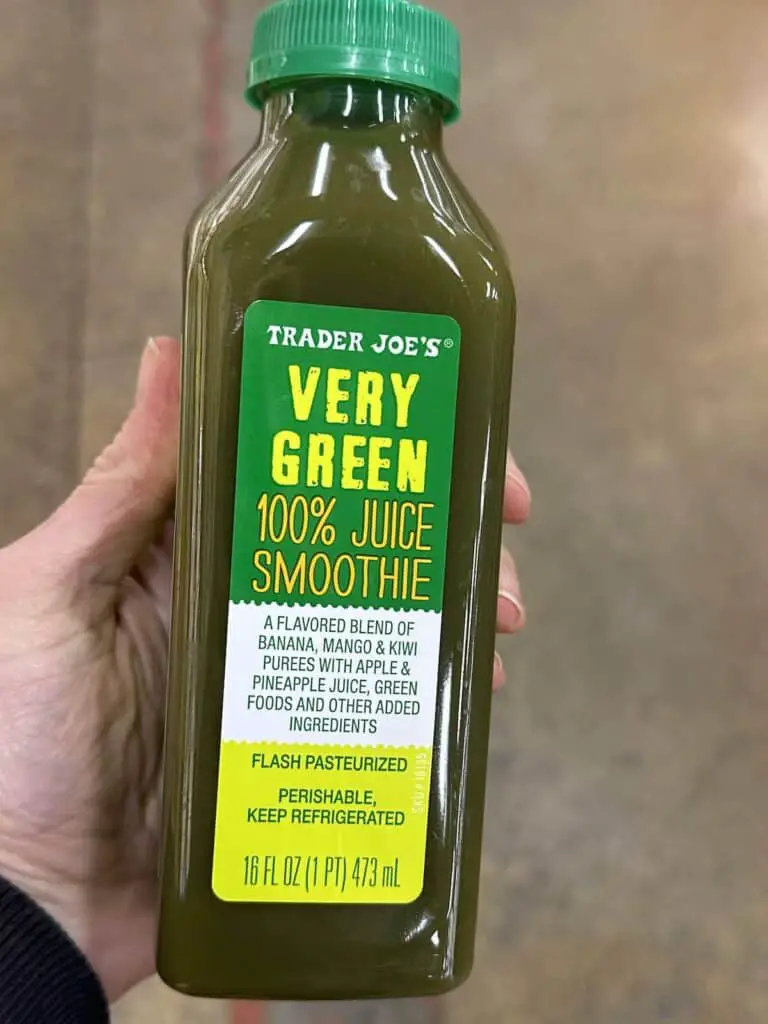 TRADER JOE'S®
VERY
GREEN
100% JUICE
SMOOTHIE
A FLAVORED BLEND OF
BANANA, MANGO & KIWI
PUREES WITH APPLE &
PINEAPPLE JUICE, GREEN
FOODS AND OTHER ADDED
INGREDIENTS
FLASH PASTEURIZED
PERISHABLE,
KEEP REFRIGERATED
16 FL OZ (1 PT) 473 mL